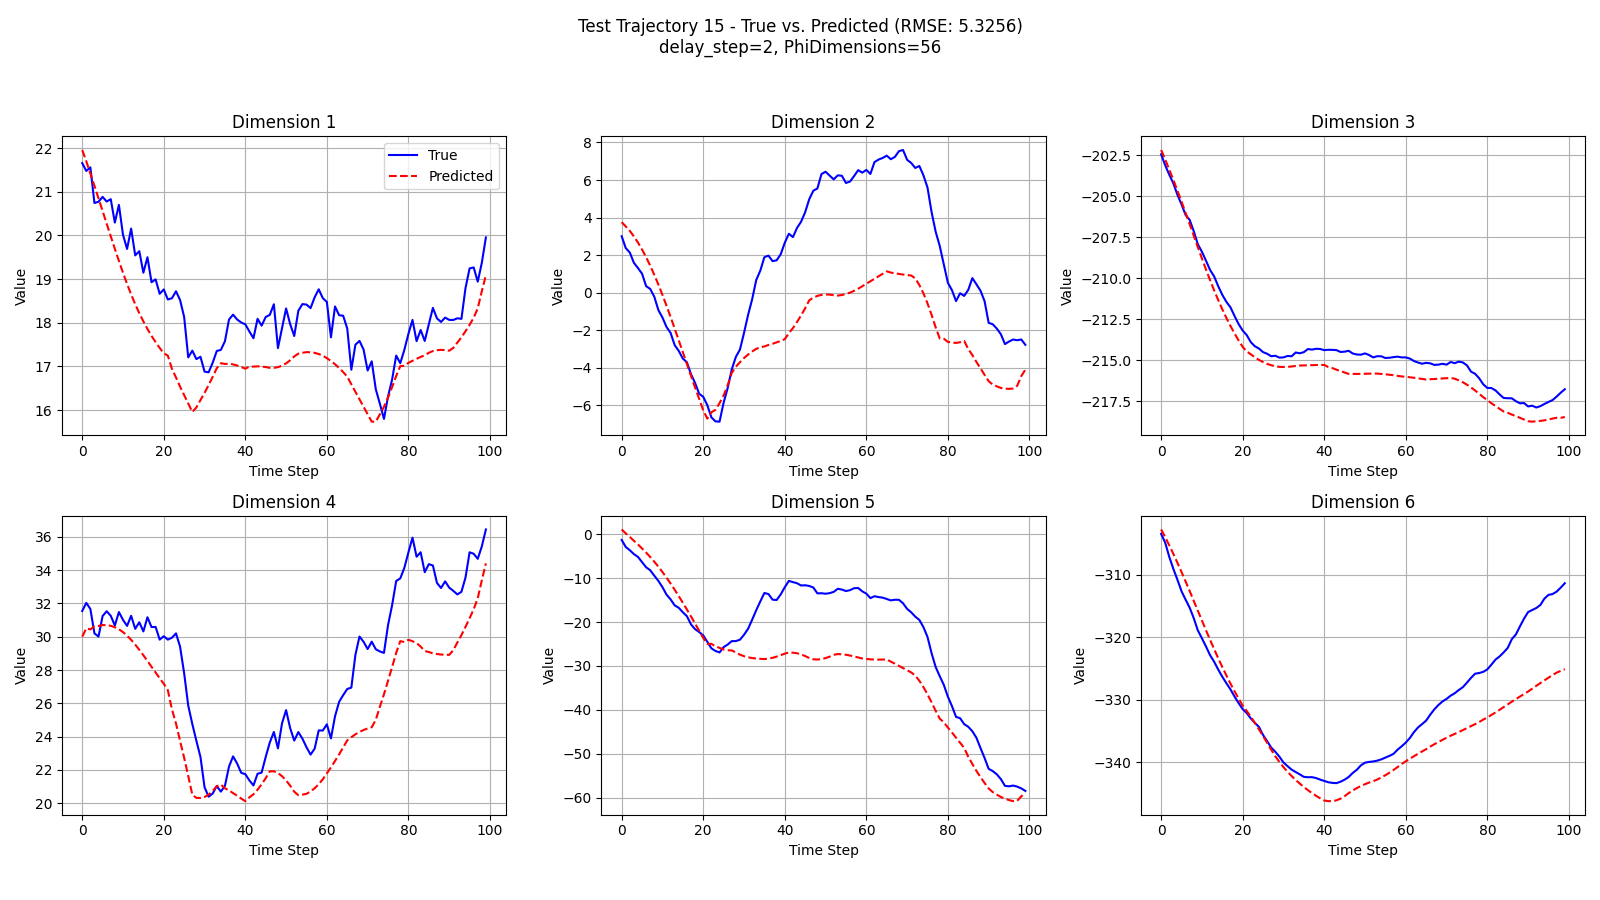 Test Trajectory 15 - True vs. Predicted (RMSE: 5.3256)
delay_step=2, PhiDimensions=56
Dimension 1
22
21
20
19
18
17
16
Value
0 20 40 60 80 100
Time Step
True
Predicted
Dimension 2
8
6
4
2
0
−2
−4
−6
Value
0 20 40 60 80 100
Time Step
Dimension 3
−202.5
−205.0
−207.5
−210.0
−212.5
−215.0
−217.5
Value
0 20 40 60 80 100
Time Step
Dimension 4
36
34
32
30
28
26
24
22
20
Value
0 20 40 60 80 100
Time Step
Dimension 5
0
−10
−20
−30
−40
−50
−60
Value
0 20 40 60 80 100
Time Step
Dimension 6
−310
−320
−330
−340
Value
0 20 40 60 80 100
Time Step